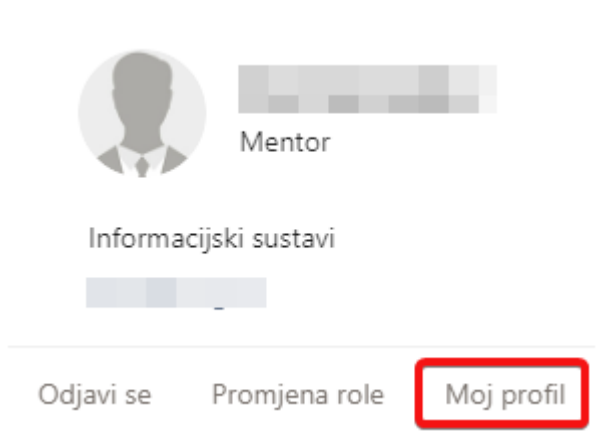 Mentor
Informacijski sustavi
Odjavi se Promjena role Moj profil